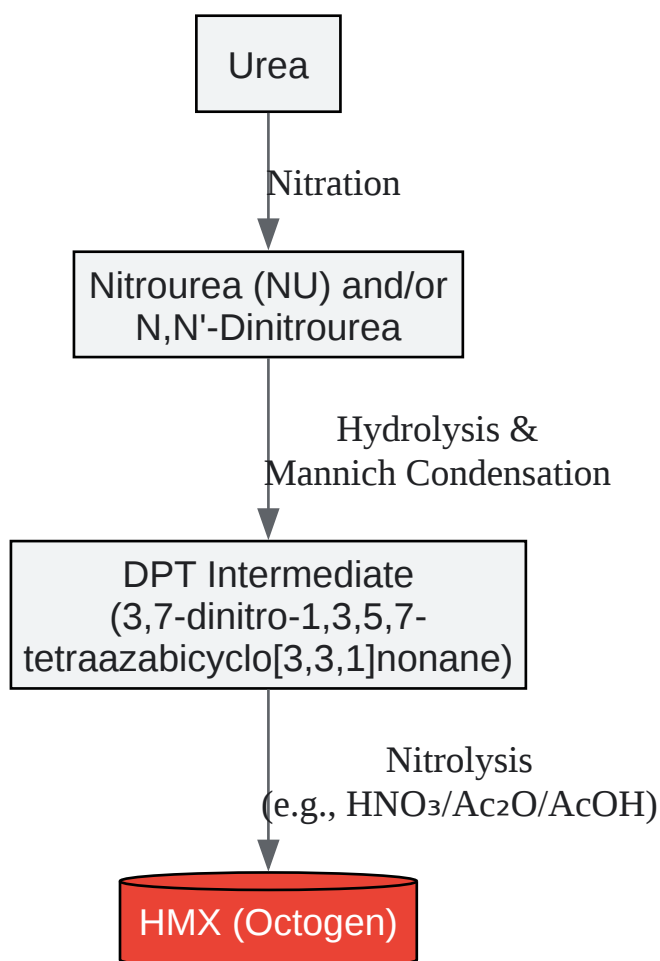 Urea
Nitration
Nitrourea (NU) and/or
N,N'-Dinitrourea
Hydrolysis &
Mannich Condensation
DPT Intermediate
(3,7-dinitro-1,3,5,7-
tetraazabicyclo[3,3,1]nonane)
Nitrolysis
(e.g., HNO₃/Ac₂O/AcOH)
HMX (Octogen)